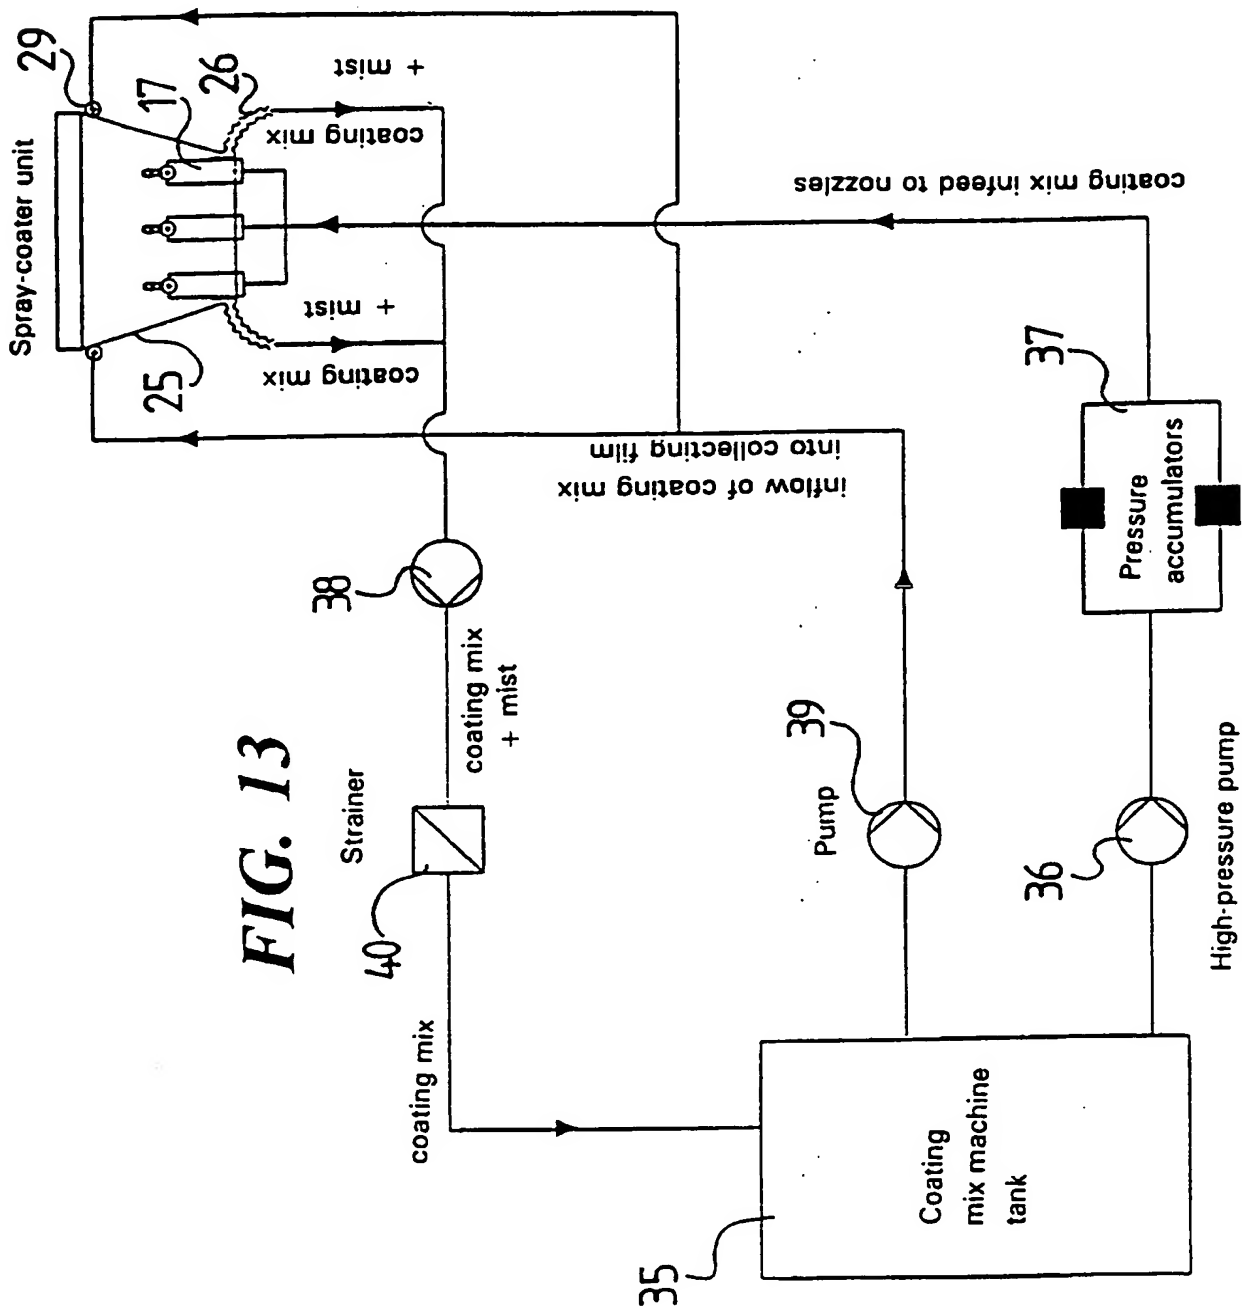 FIG. 13
Spray-coater unit
29
17
26
25
coating mix
+ mist
coating mix
+ mist
coating mix infeed to nozzles
inflow of coating mix
into collecting film
38
coating mix
+ mist
Strainer
40
coating mix
Pump
39
37
Pressure
accumulators
36
High-pressure pump
35
Coating
mix machine
tank